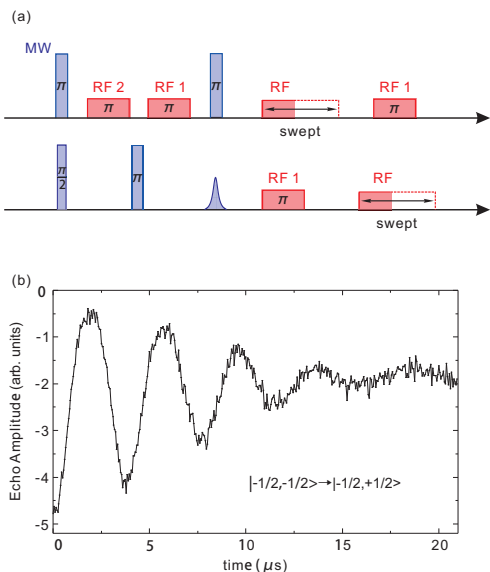 (a)
MW
π
RF 2
π
RF 1
π
π
RF
swept
RF 1
π
π/2
π
RF 1
π
RF
swept
(b)
Echo Amplitude (arb. units)
0
-1
-2
-3
-4
-5
|-1/2,-1/2>→|-1/2,+1/2>
0 5 10 15 20
time (μs)